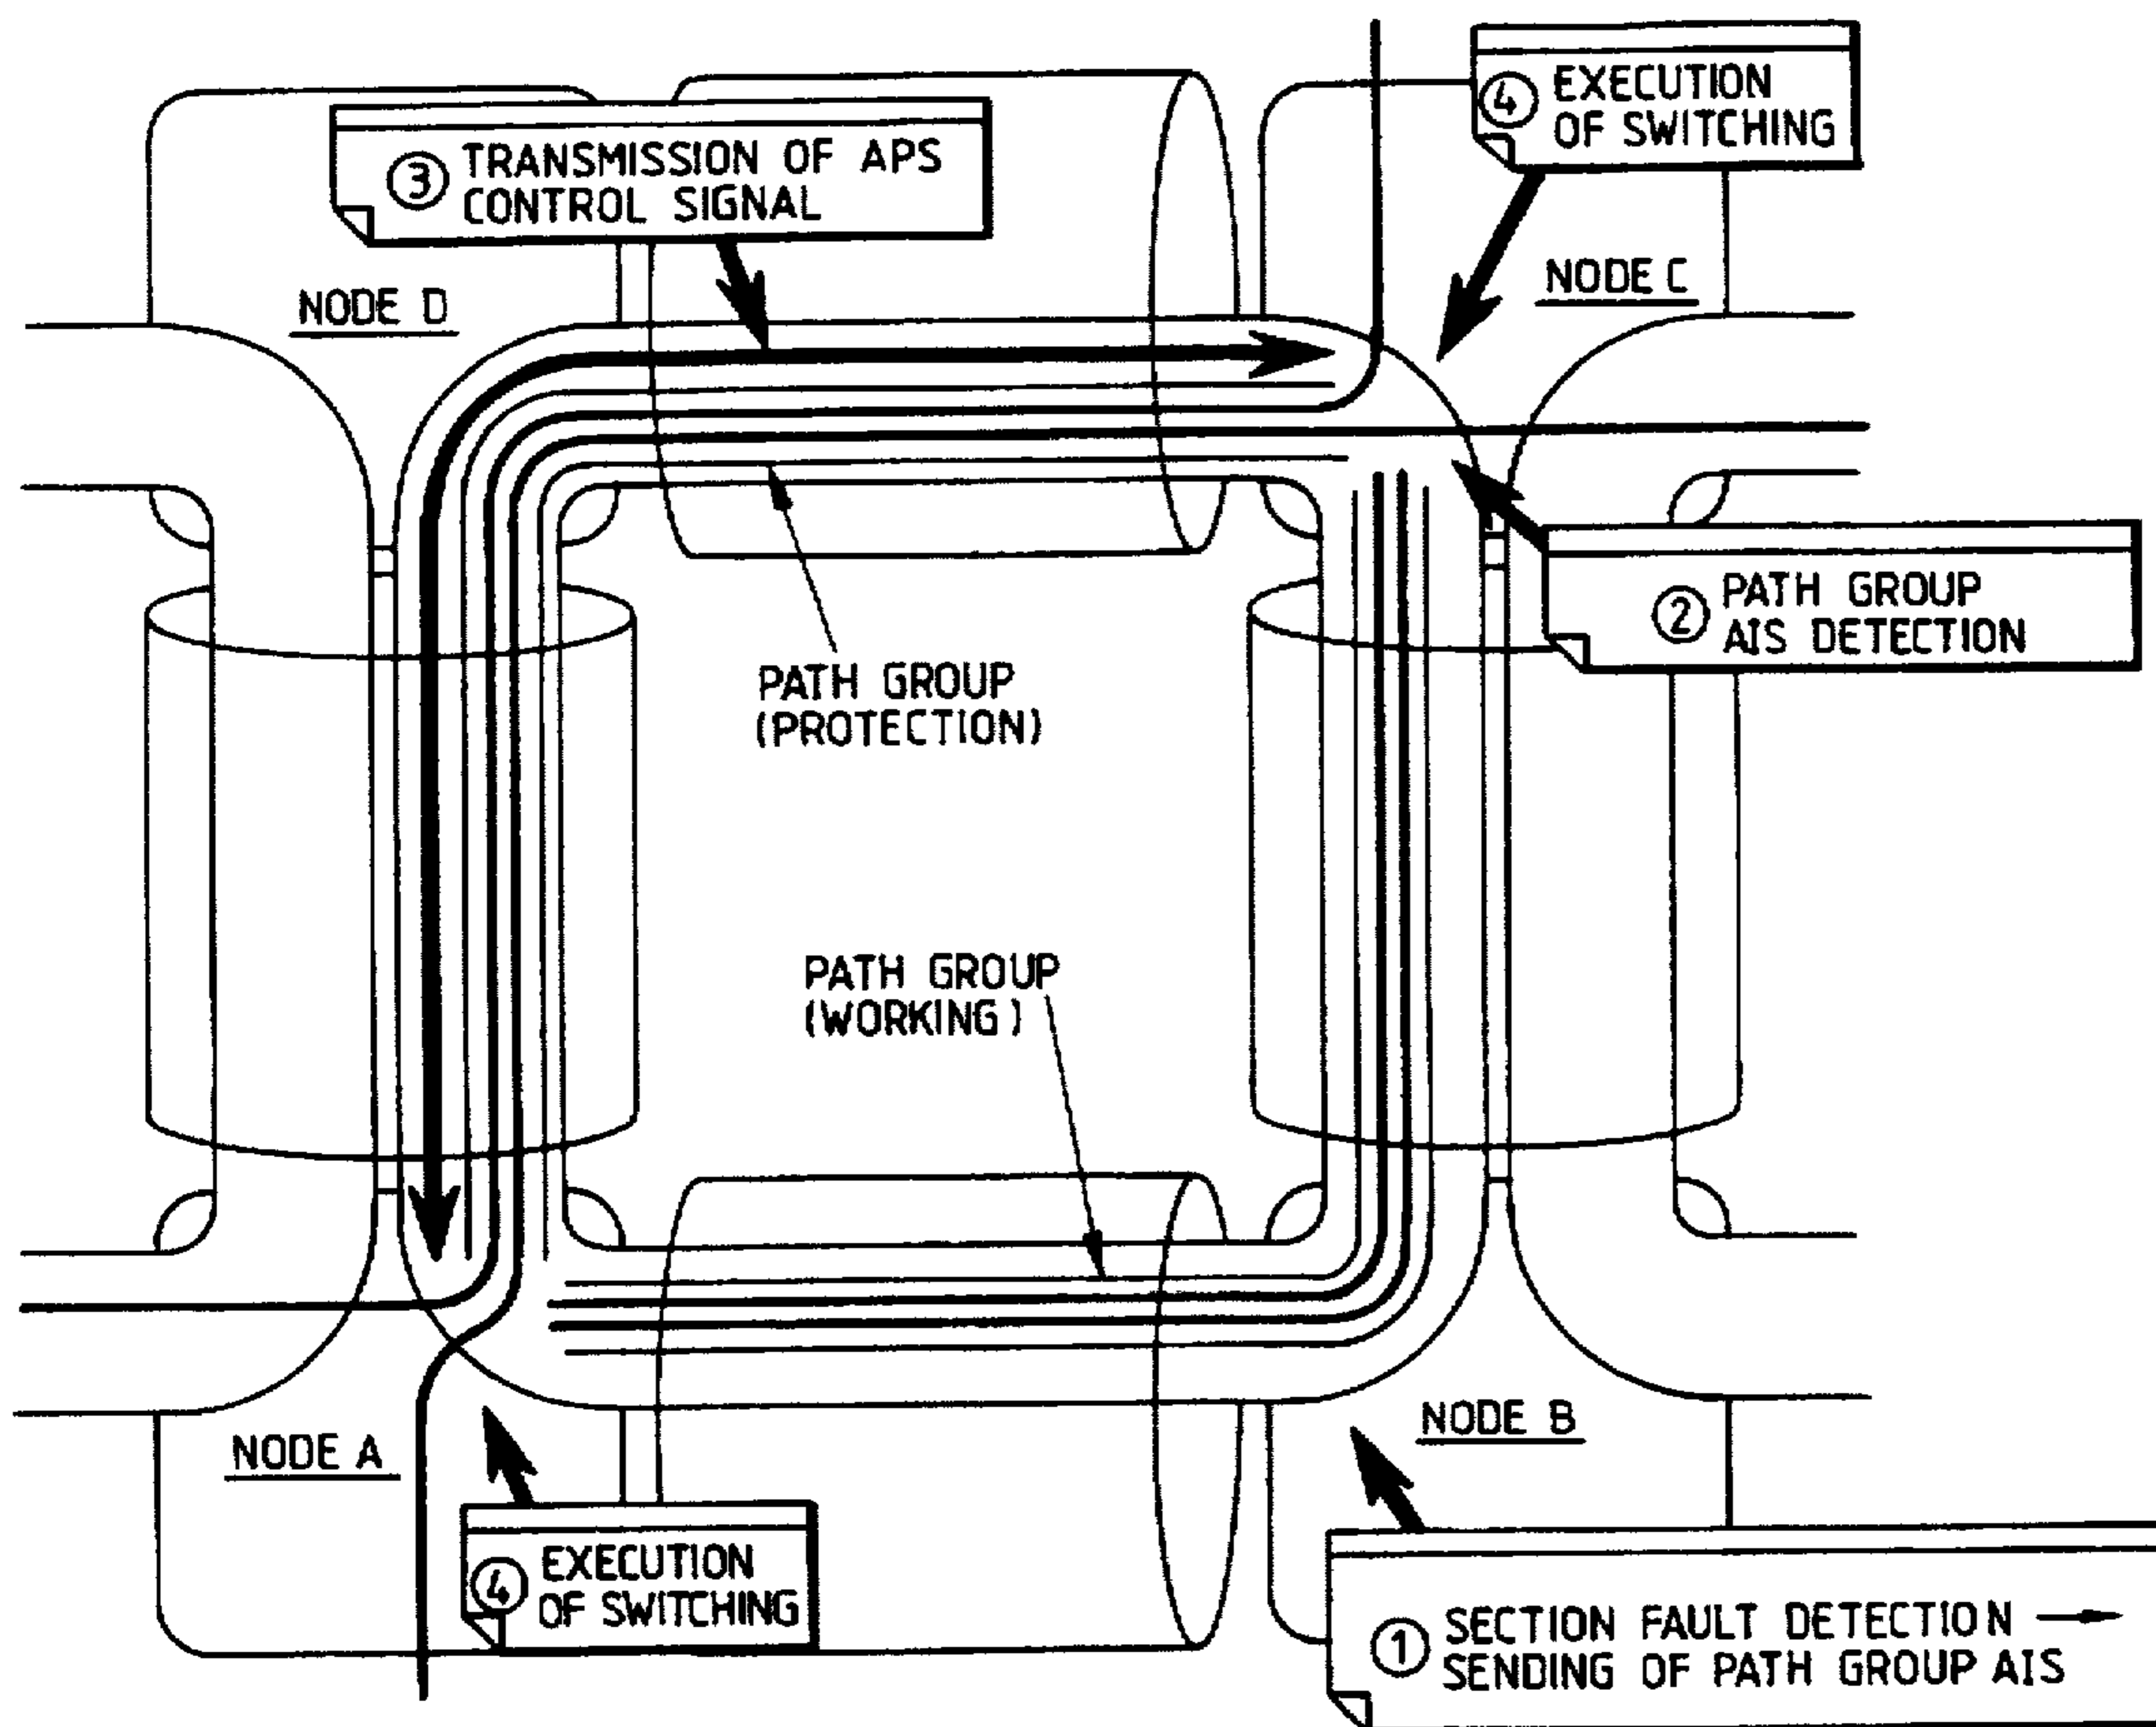 ③ TRANSMISSION OF APS
CONTROL SIGNAL
④ EXECUTION
OF SWITCHING
NODE D
NODE C
② PATH GROUP
AIS DETECTION
PATH GROUP
(PROTECTION)
PATH GROUP
(WORKING)
NODE A
NODE B
④ EXECUTION
OF SWITCHING
① SECTION FAULT DETECTION →
SENDING OF PATH GROUP AIS